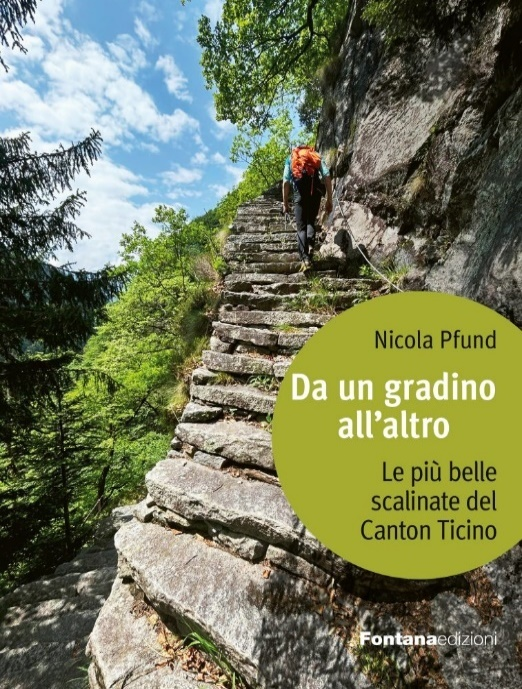 Nicola Pfund
Da un gradino
all’altro
Le più belle
scalinate del
Canton Ticino
Fontanaedizioni